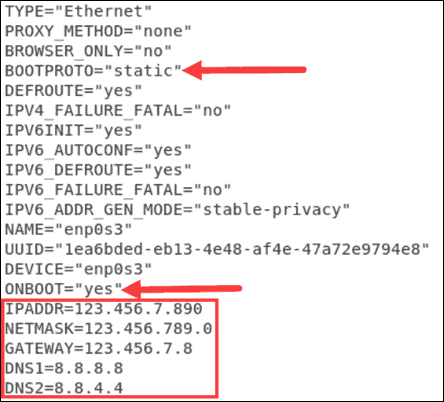 TYPE="Ethernet"
PROXY_METHOD="none"
BROWSER_ONLY="no"
BOOTPROTO="static"
DEFROUTE="yes"
IPV4_FAILURE_FATAL="no"
IPV6INIT="yes"
IPV6_AUTOCONF="yes"
IPV6_DEFROUTE="yes"
IPV6_FAILURE_FATAL="no"
IPV6_ADDR_GEN_MODE="stable-privacy"
NAME="enp0s3"
UUID="1ea6bded-eb13-4e48-af4e-47a72e9794e8"
DEVICE="enp0s3"
ONBOOT="yes"
IPADDR=123.456.7.890
NETMASK=123.456.789.0
GATEWAY=123.456.7.8
DNS1=8.8.8.8
DNS2=8.8.4.4